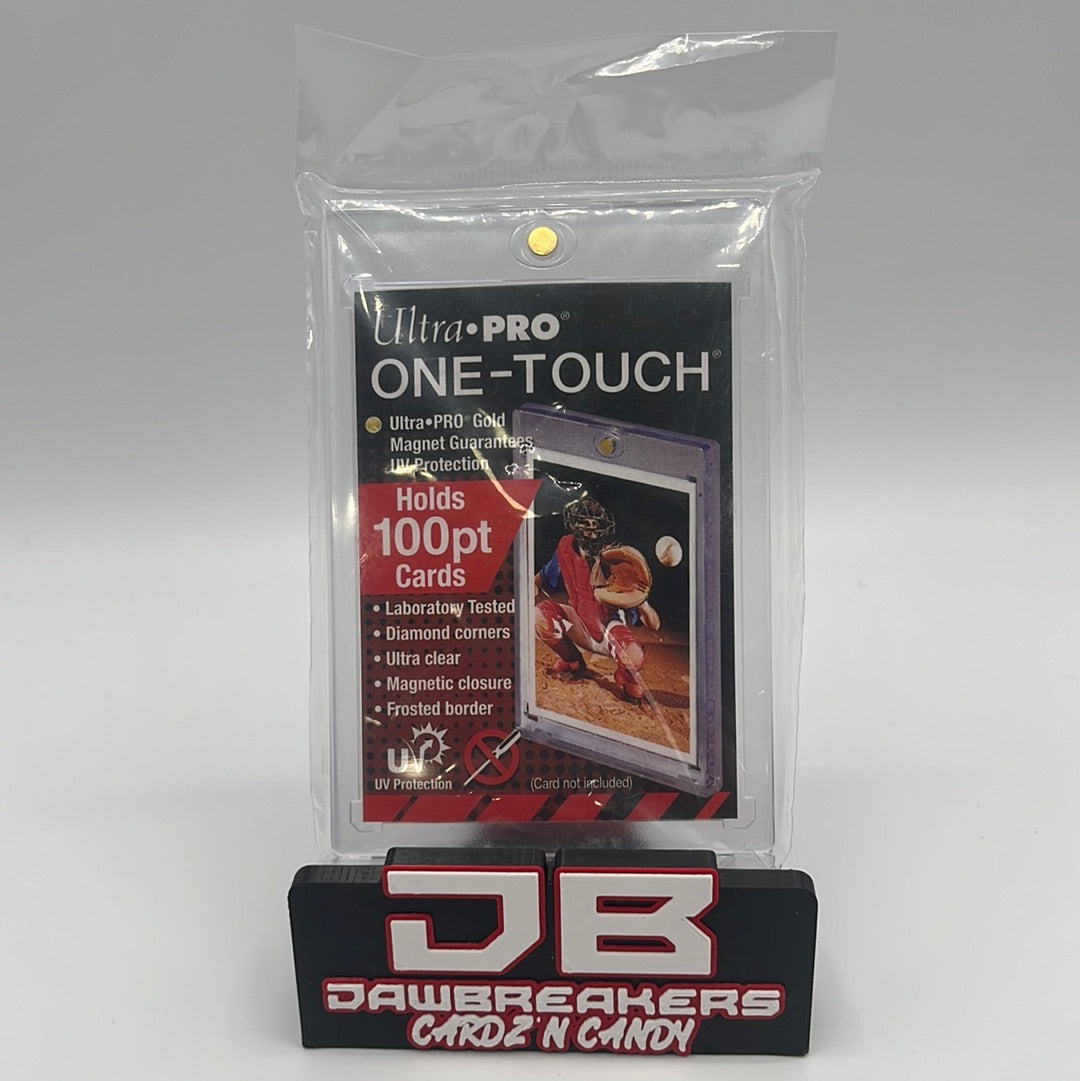 Ultra•PRO®
ONE-TOUCH®
Ultra•PRO® Gold
Magnet Guarantees
UV Protection
Holds
100pt
Cards
• Laboratory Tested
• Diamond corners
• Ultra clear
• Magnetic closure
• Frosted border
UV
UV Protection
(Card not included)
JB
JAWBREAKERS
CARDZ 'N CANDY